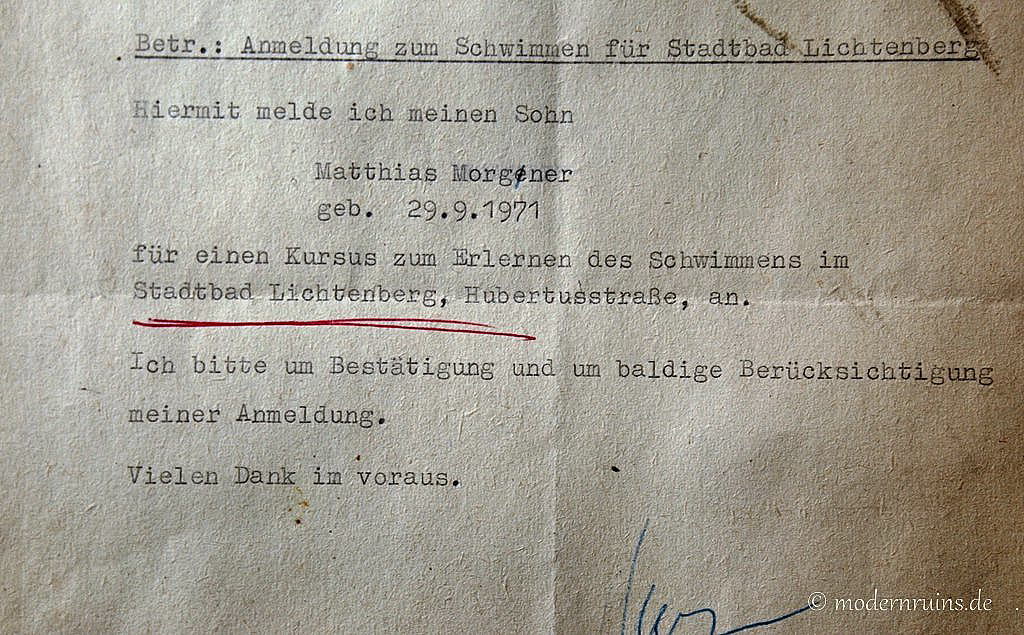 Betr.: Anmeldung zum Schwimmen für Stadtbad Lichtenberg
Hiermit melde ich meinen Sohn
Matthias Morgener
geb. 29.9.1971
für einen Kursus zum Erlernen des Schwimmens im
Stadtbad Lichtenberg, Hubertusstraße, an.
Ich bitte um Bestätigung und um baldige Berücksichtigung
meiner Anmeldung.
Vielen Dank im voraus.
© modernruins.de